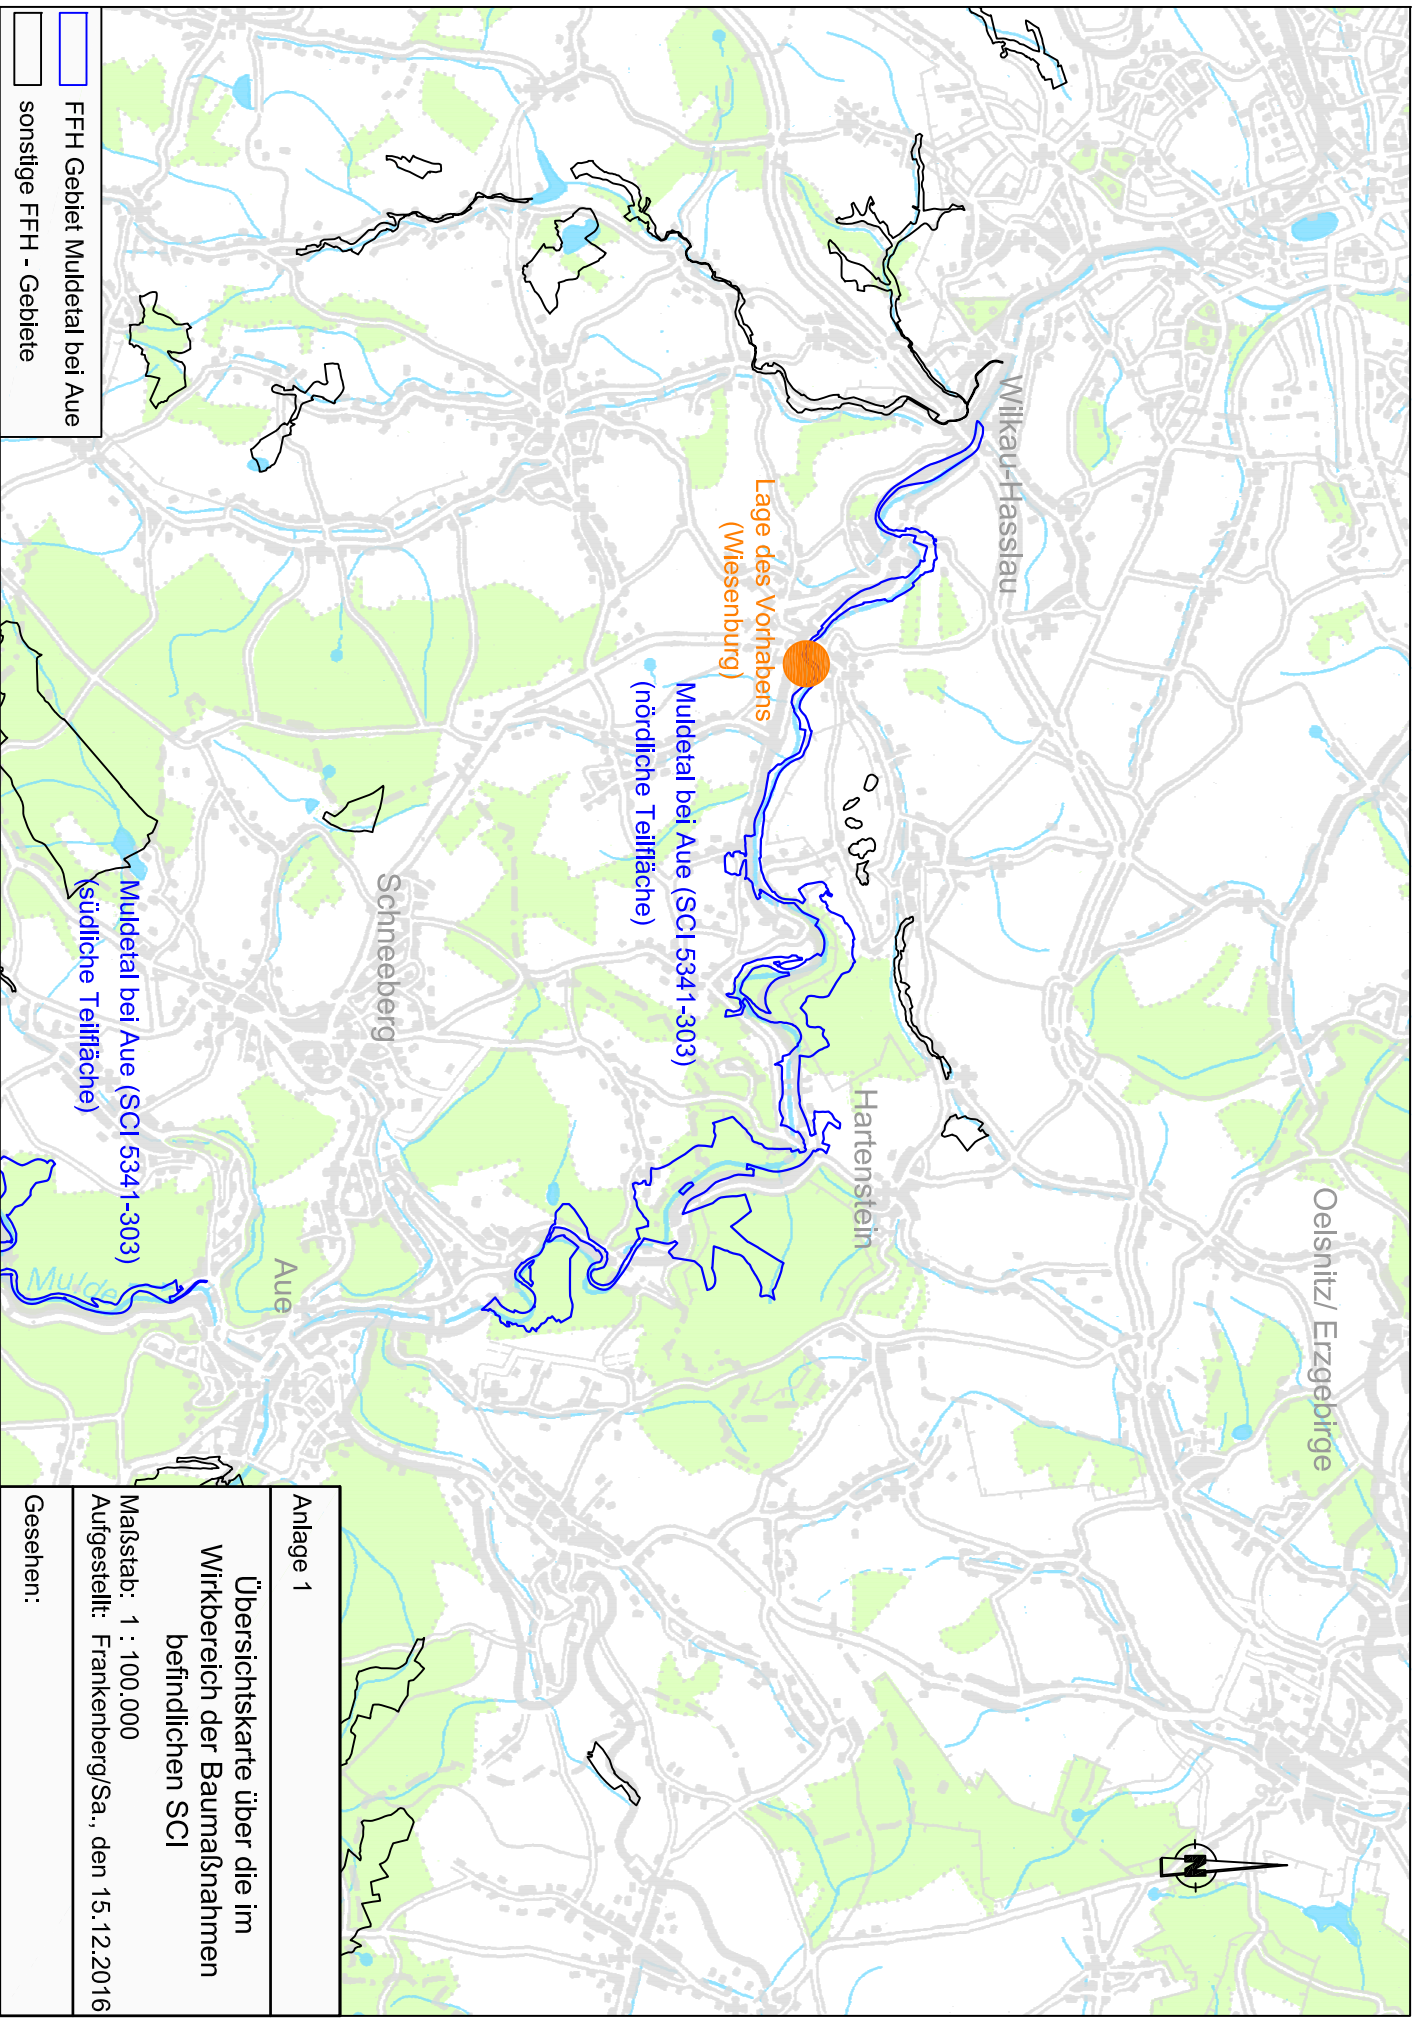 Oelsnitz/ Erzgebirge
Wilkau-Hasslau
Hartenstein
Lage des Vorhabens
(Wiesenburg)
Muldetal bei Aue (SCI 5341-303)
(nördliche Teilfläche)
Schneeberg
Aue
Muldetal bei Aue (SCI 5341-303)
(südliche Teilfläche)
Mulde
N
FFH Gebiet Muldetal bei Aue
sonstige FFH - Gebiete
Anlage 1
Übersichtskarte über die im
Wirkbereich der Baumaßnahmen
befindlichen SCI
Maßstab: 1 : 100.000
Aufgestellt: Frankenberg/Sa., den 15.12.2016
Gesehen: